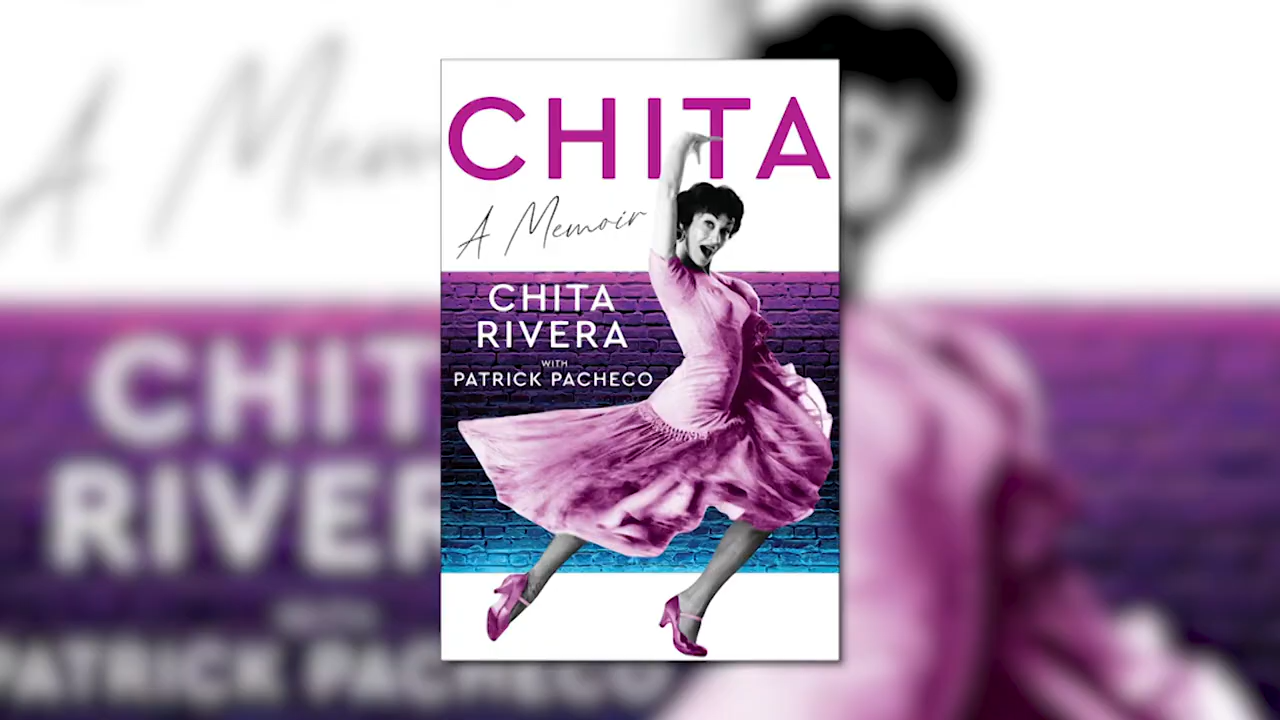 CHITA
A Memoir
CHITA
RIVERA
WITH
PATRICK PACHECO